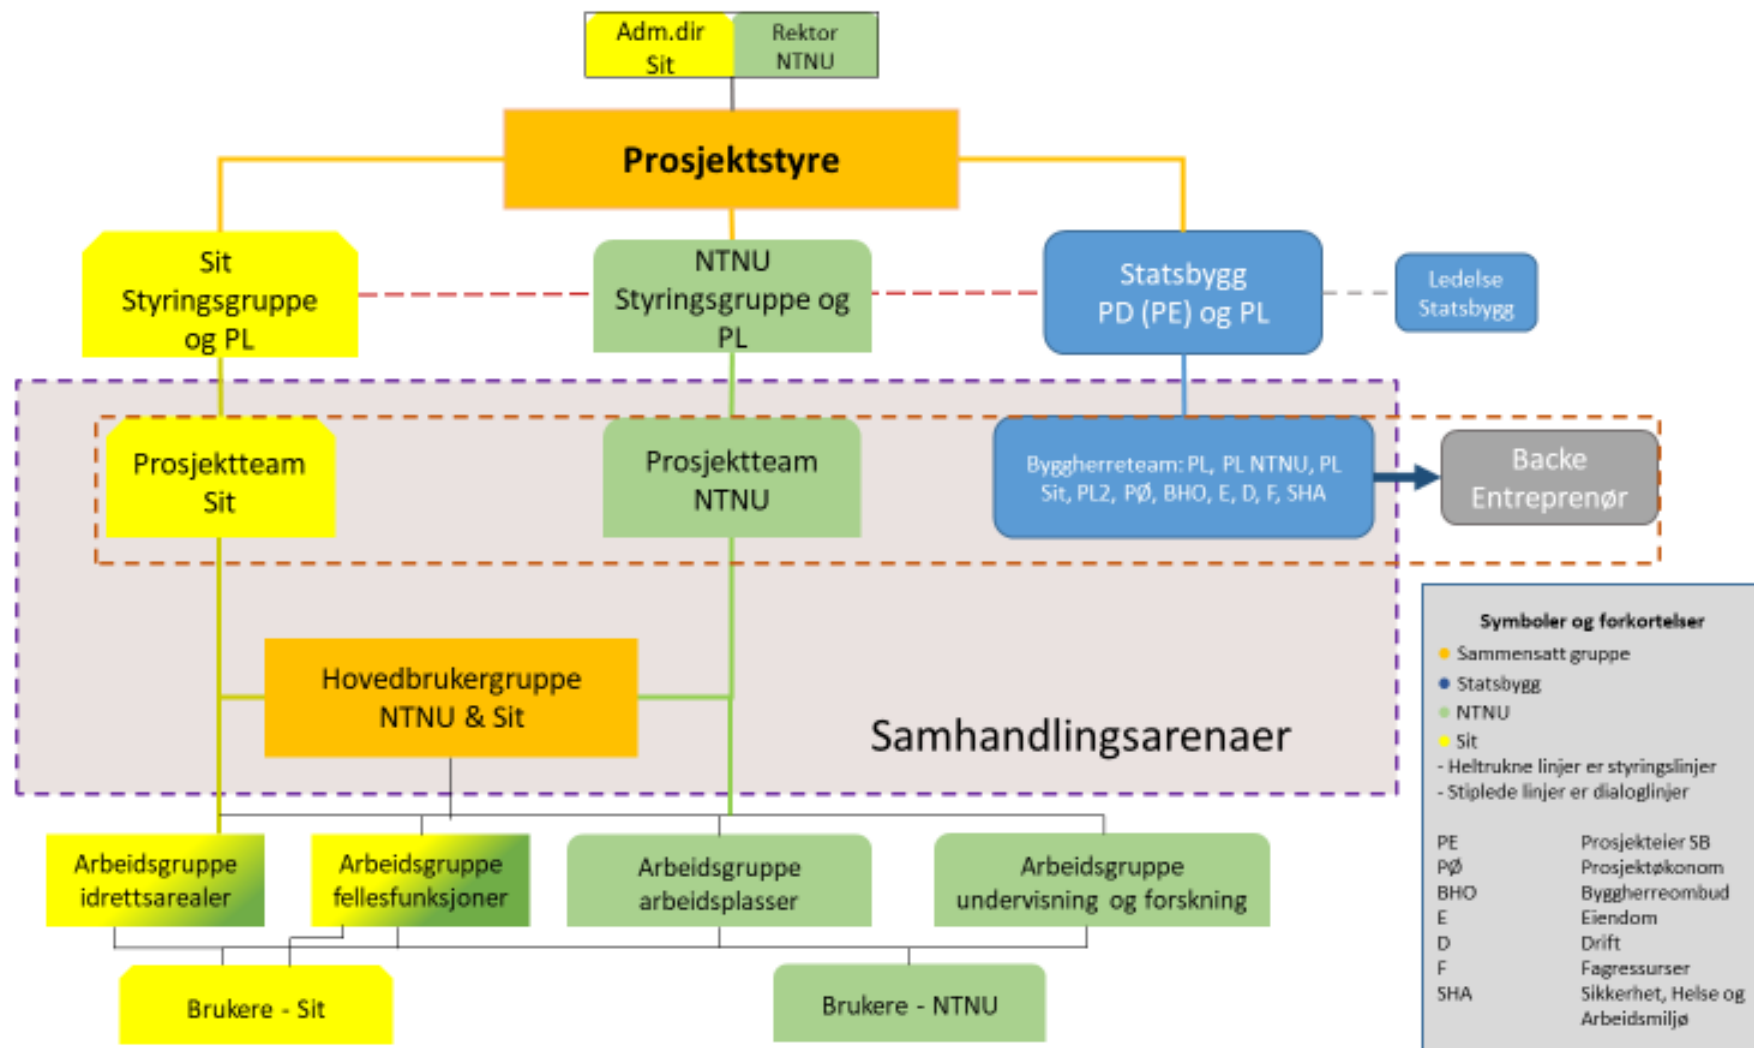 Adm.dir
Sit
Rektor
NTNU
Prosjektstyre
Sit
Styringsgruppe
og PL
NTNU
Styringsgruppe og
PL
Statsbygg
PD (PE) og PL
Ledelse
Statsbygg
Prosjektteam
Sit
Prosjektteam
NTNU
Byggherreteam: PL, PL NTNU, PL
Sit, PL2, PØ, BHO, E, D, F, SHA
Backe
Entreprenør
Hovedbrukergruppe
NTNU & Sit
Samhandlingsarenaer
Arbeidsgruppe
idrettsarealer
Arbeidsgruppe
fellesfunksjoner
Arbeidsgruppe
arbeidsplasser
Arbeidsgruppe
undervisning og forskning
Brukere - Sit
Brukere - NTNU
Symboler og forkortelser
Sammensatt gruppe
Statsbygg
NTNU
Sit
- Heltrukne linjer er styringslinjer
- Stiplede linjer er dialoglinjer
PE Prosjekteier SB
PØ Prosjektøkonom
BHO Byggherreombud
E Eiendom
D Drift
F Fagressurser
SHA Sikkerhet, Helse og
Arbeidsmiljø